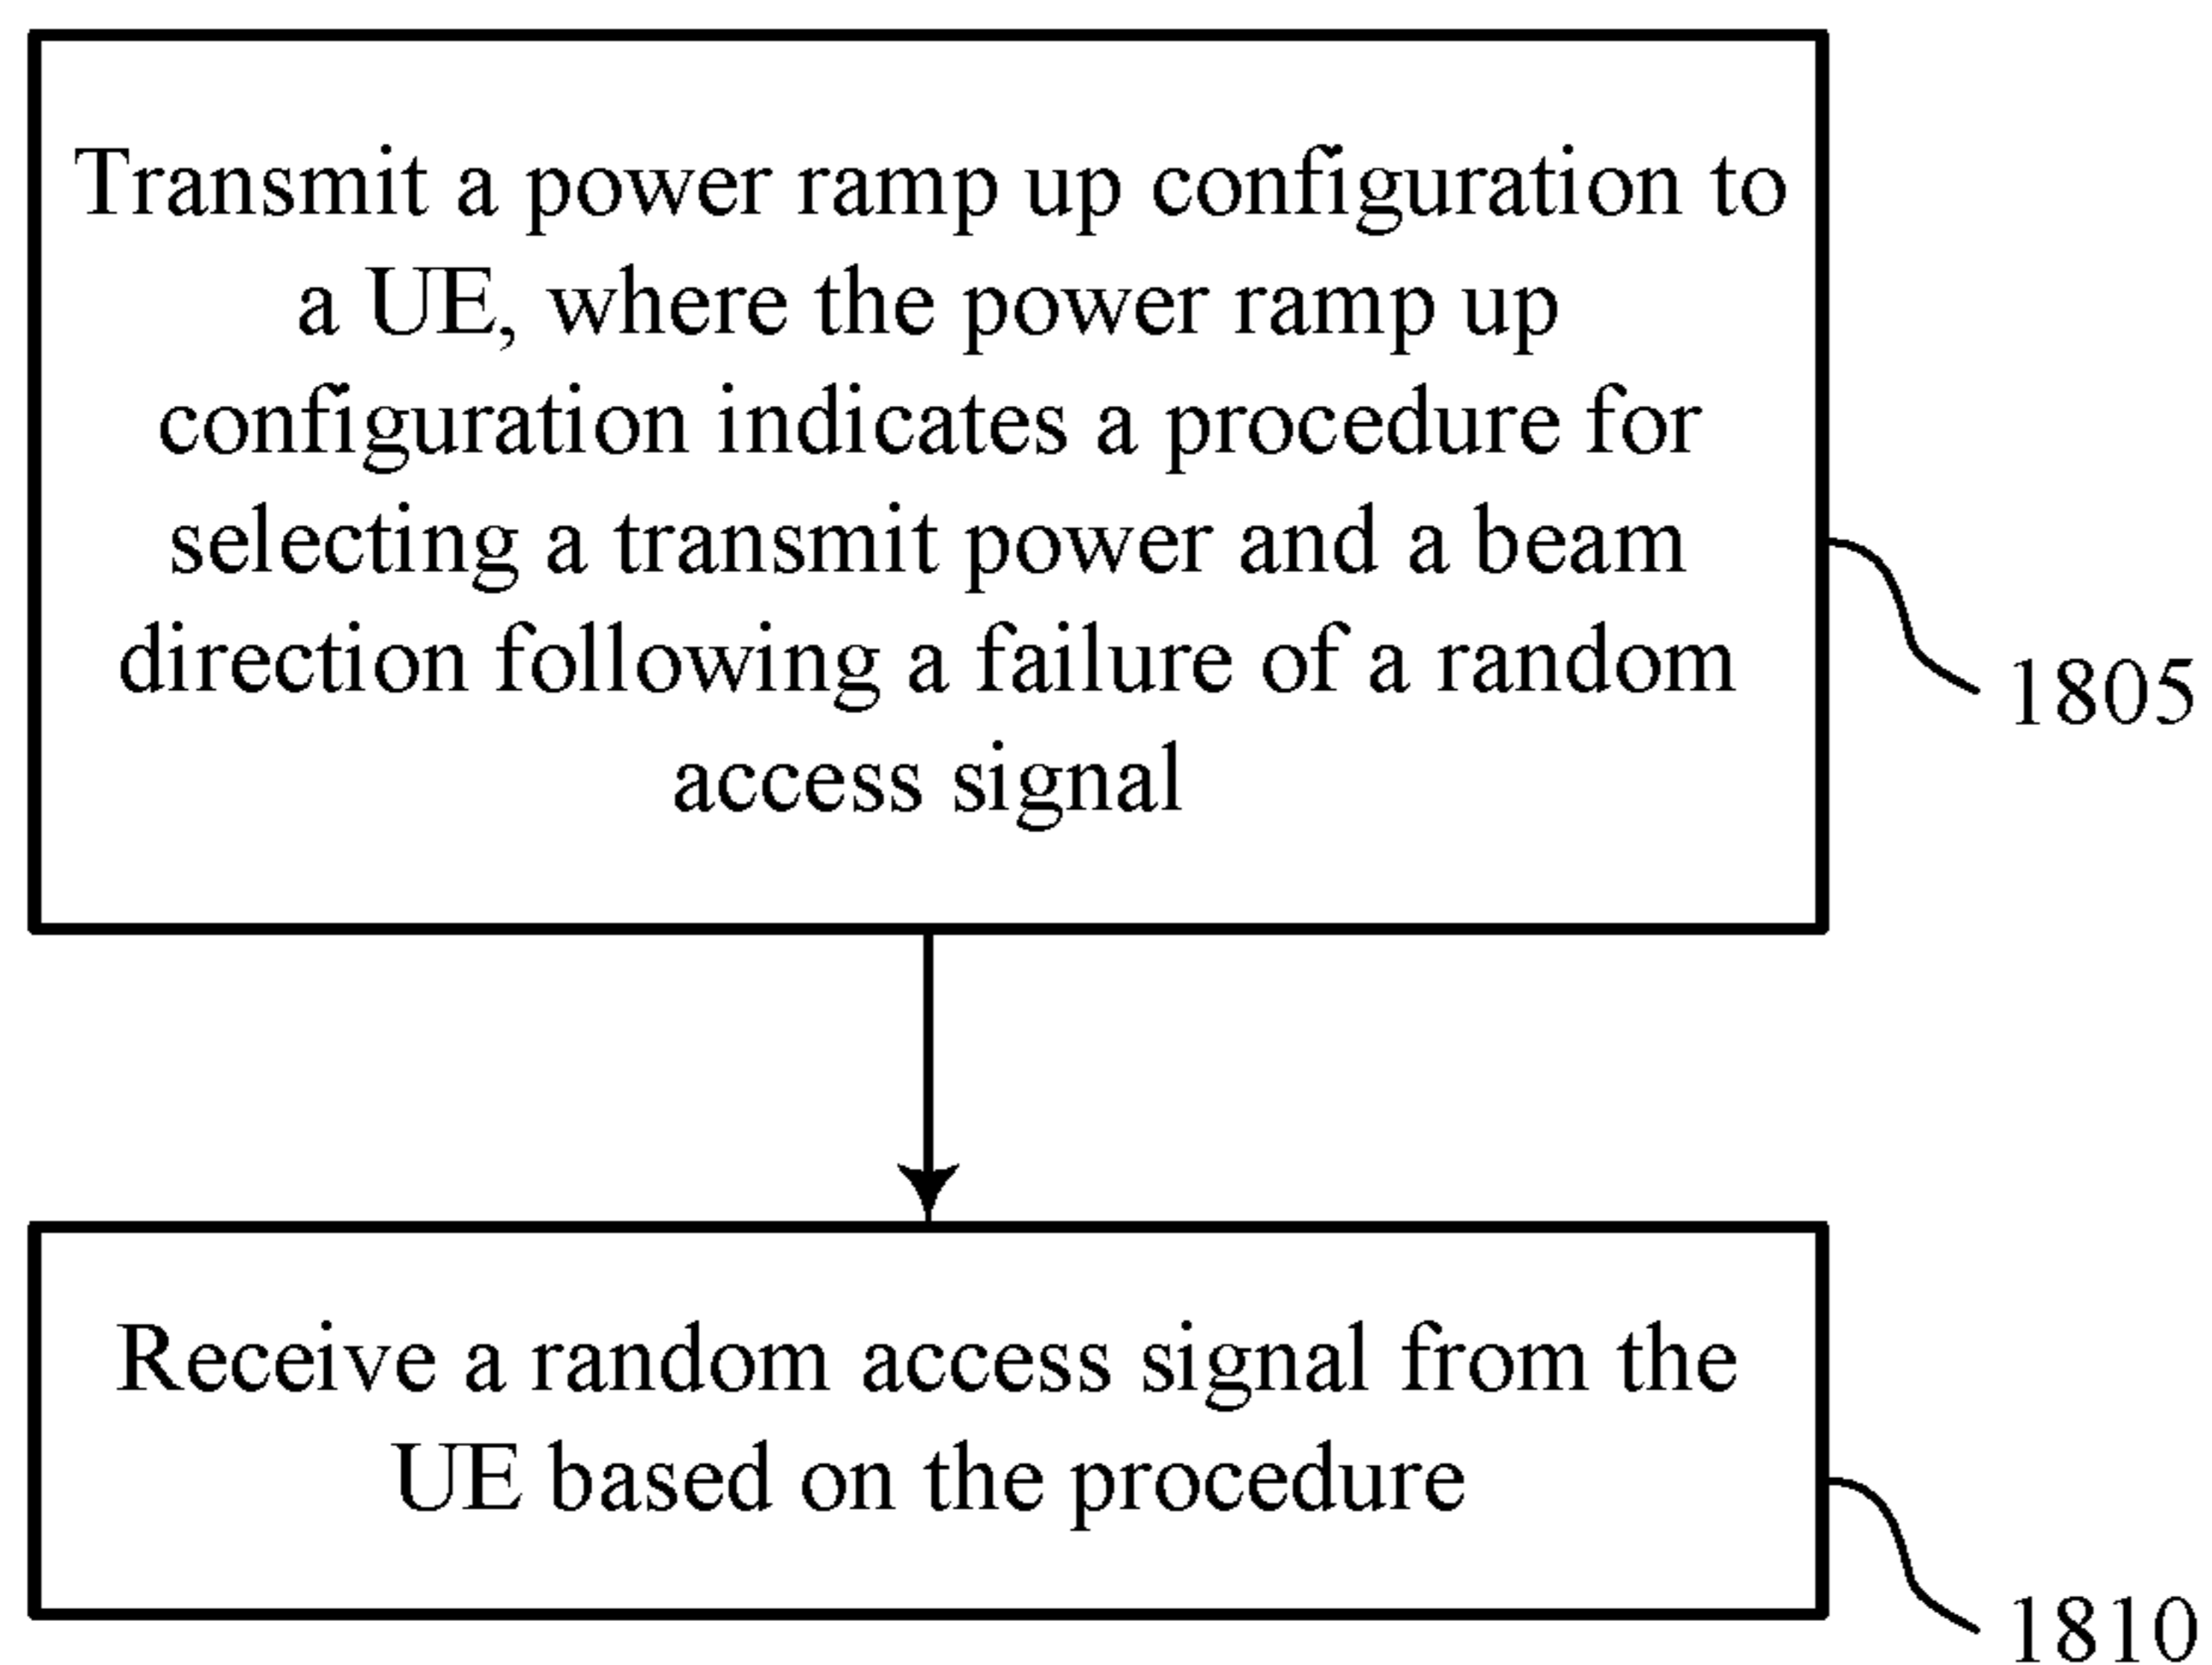 Transmit a power ramp up configuration to
a UE, where the power ramp up
configuration indicates a procedure for
selecting a transmit power and a beam
direction following a failure of a random
access signal
1805
Receive a random access signal from the
UE based on the procedure
1810